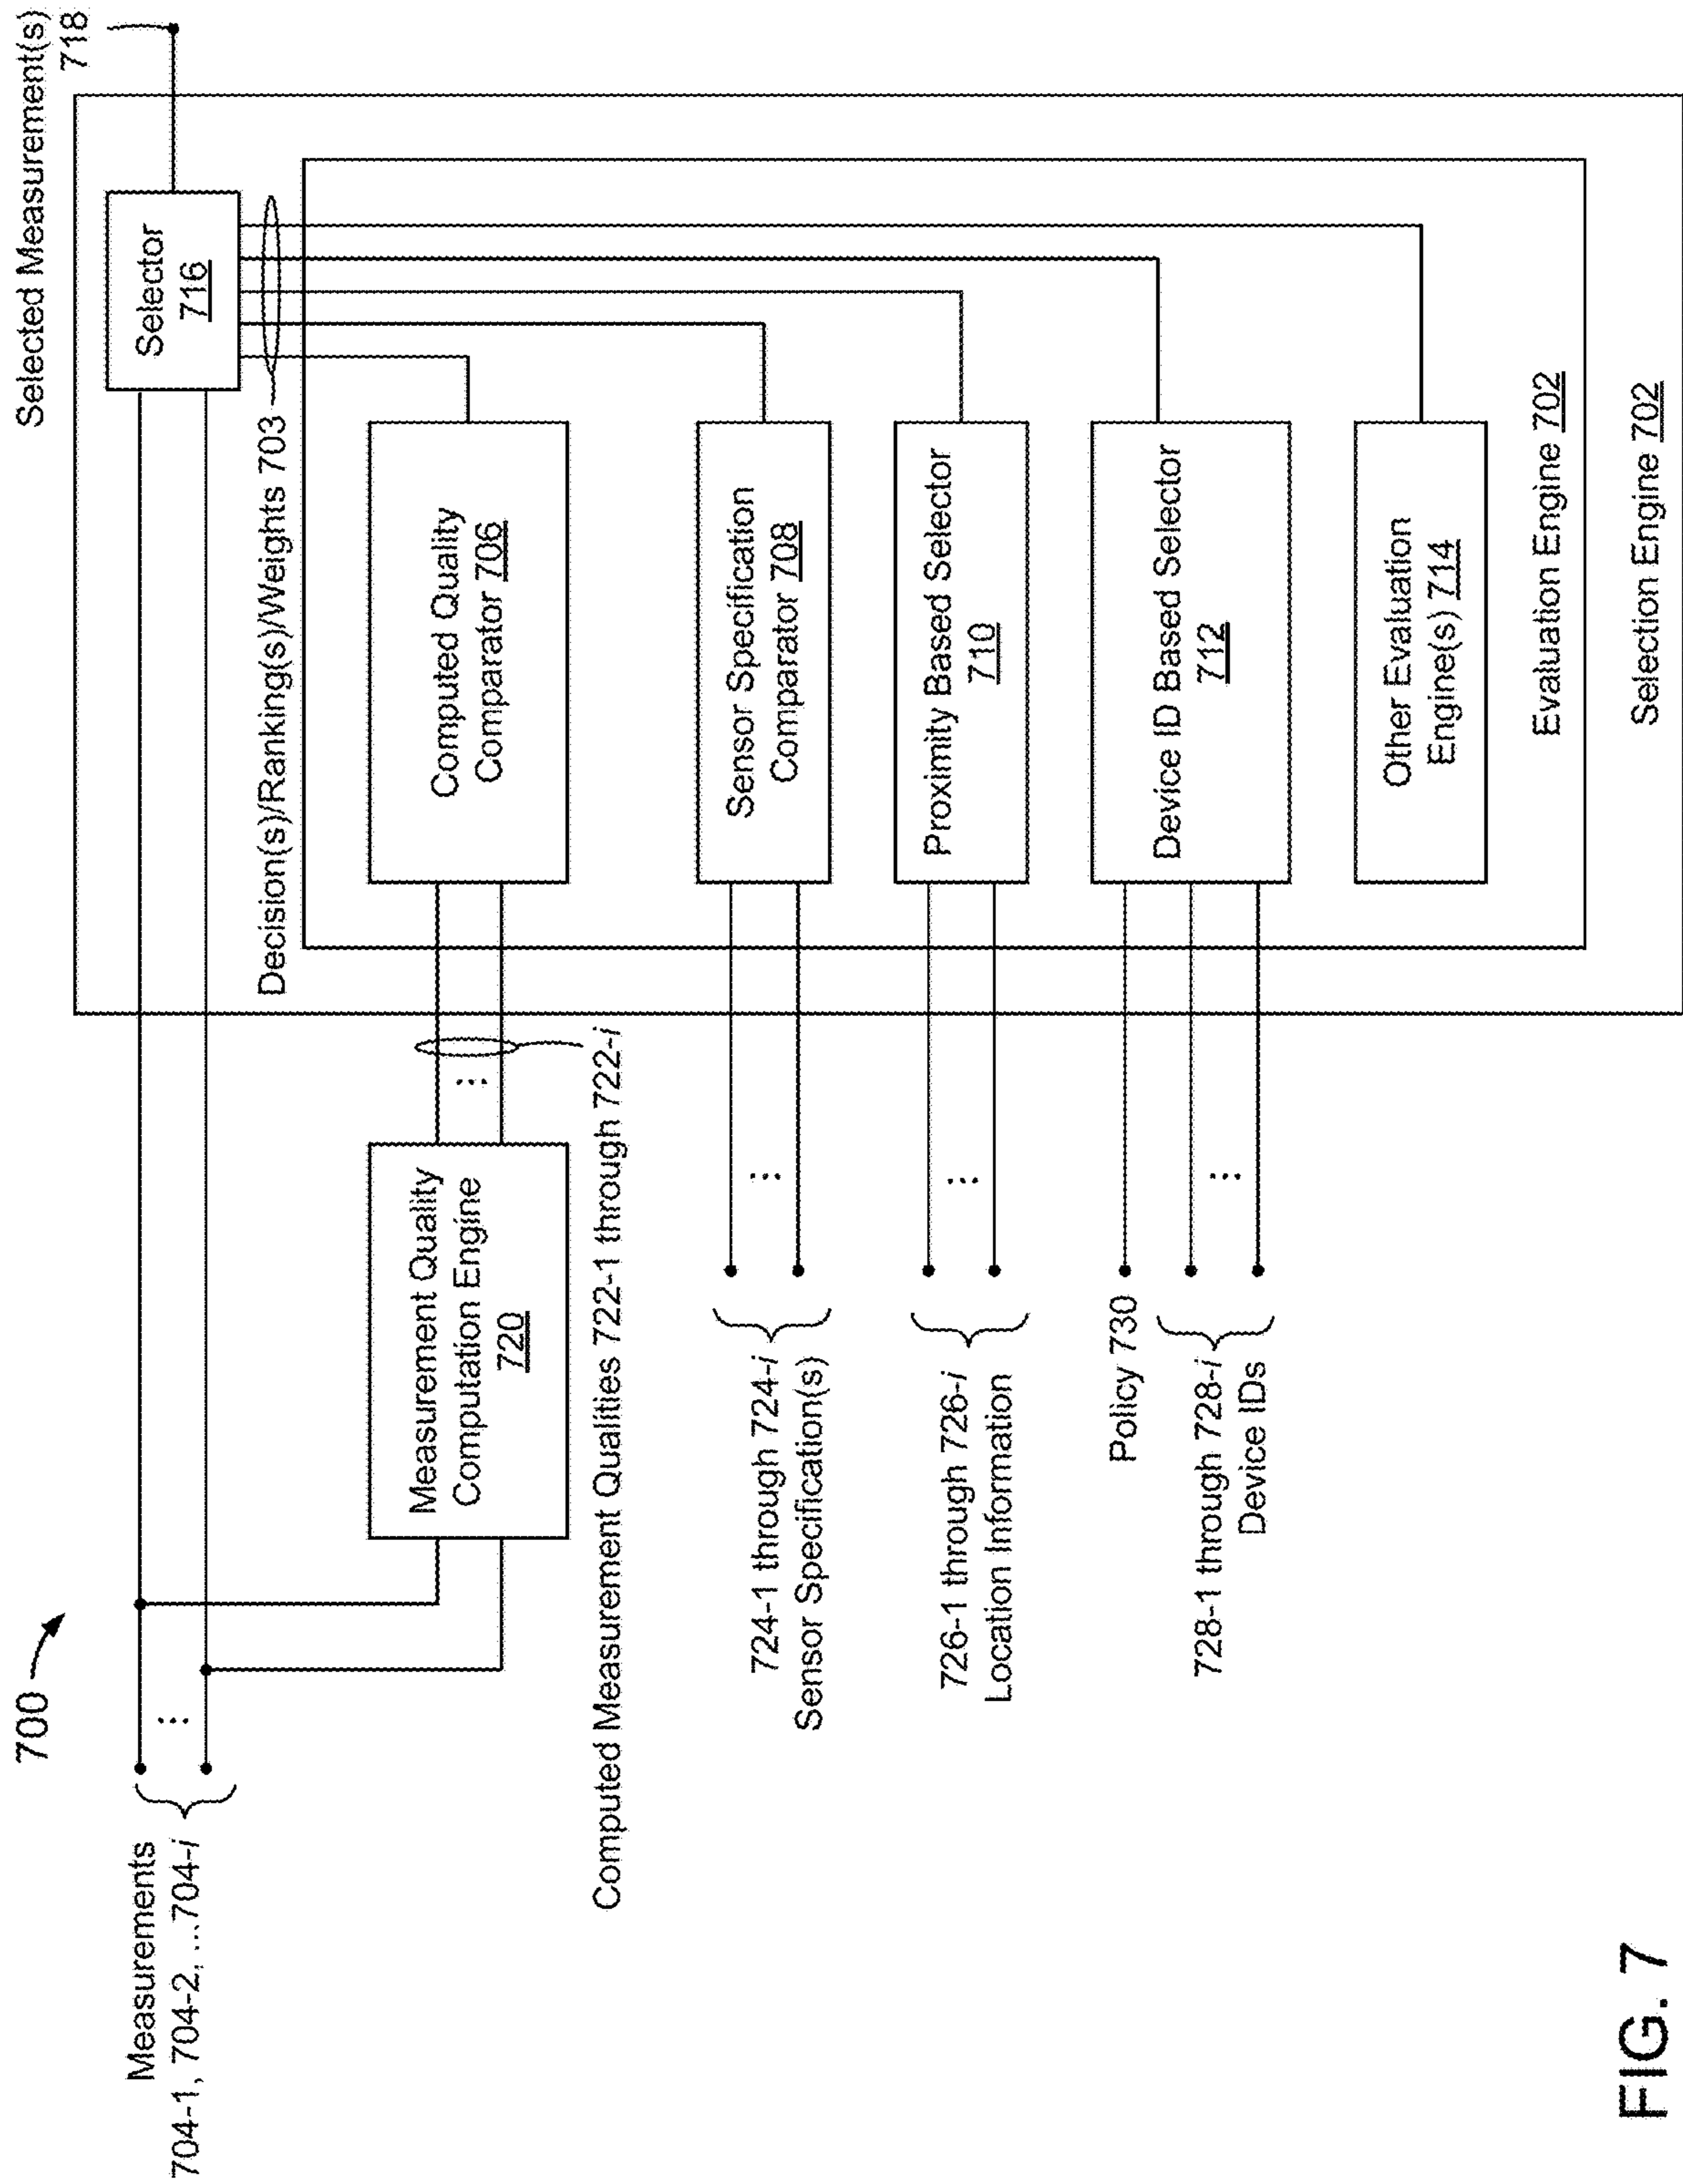 700
Selected Measurement(s)
718
Measurements
704-1, 704-2, ...704-i
Selector
716
Decision(s)/Ranking(s)/Weights 703
Measurement Quality
Computation Engine
720
Computed Quality
Comparator 706
Computed Measurement Qualities 722-1 through 722-i
724-1 through 724-i
Sensor Specification(s)
Sensor Specification
Comparator 708
726-1 through 726-i
Location Information
Proximity Based Selector
710
Policy 730
728-1 through 728-i
Device IDs
Device ID Based Selector
712
Other Evaluation
Engine(s) 714
Evaluation Engine 702
Selection Engine 702
FIG. 7